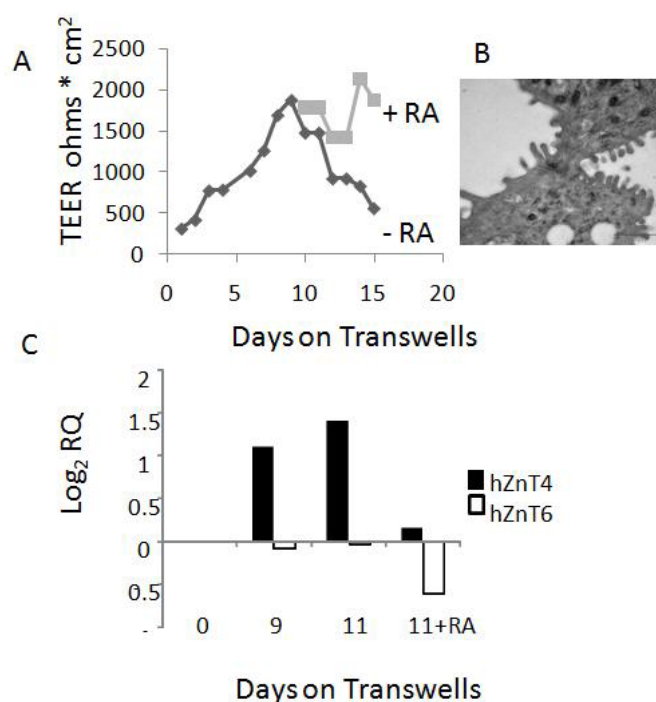 A
B
TEER ohms * cm²
2500
2000
1500
1000
500
0
+ RA
- RA
0 5 10 15 20
Days on Transwells
C
Log₂ RQ
2
1.5
1
0.5
0
0.5
-
hZnT4
hZnT6
0 9 11 11+RA
Days on Transwells